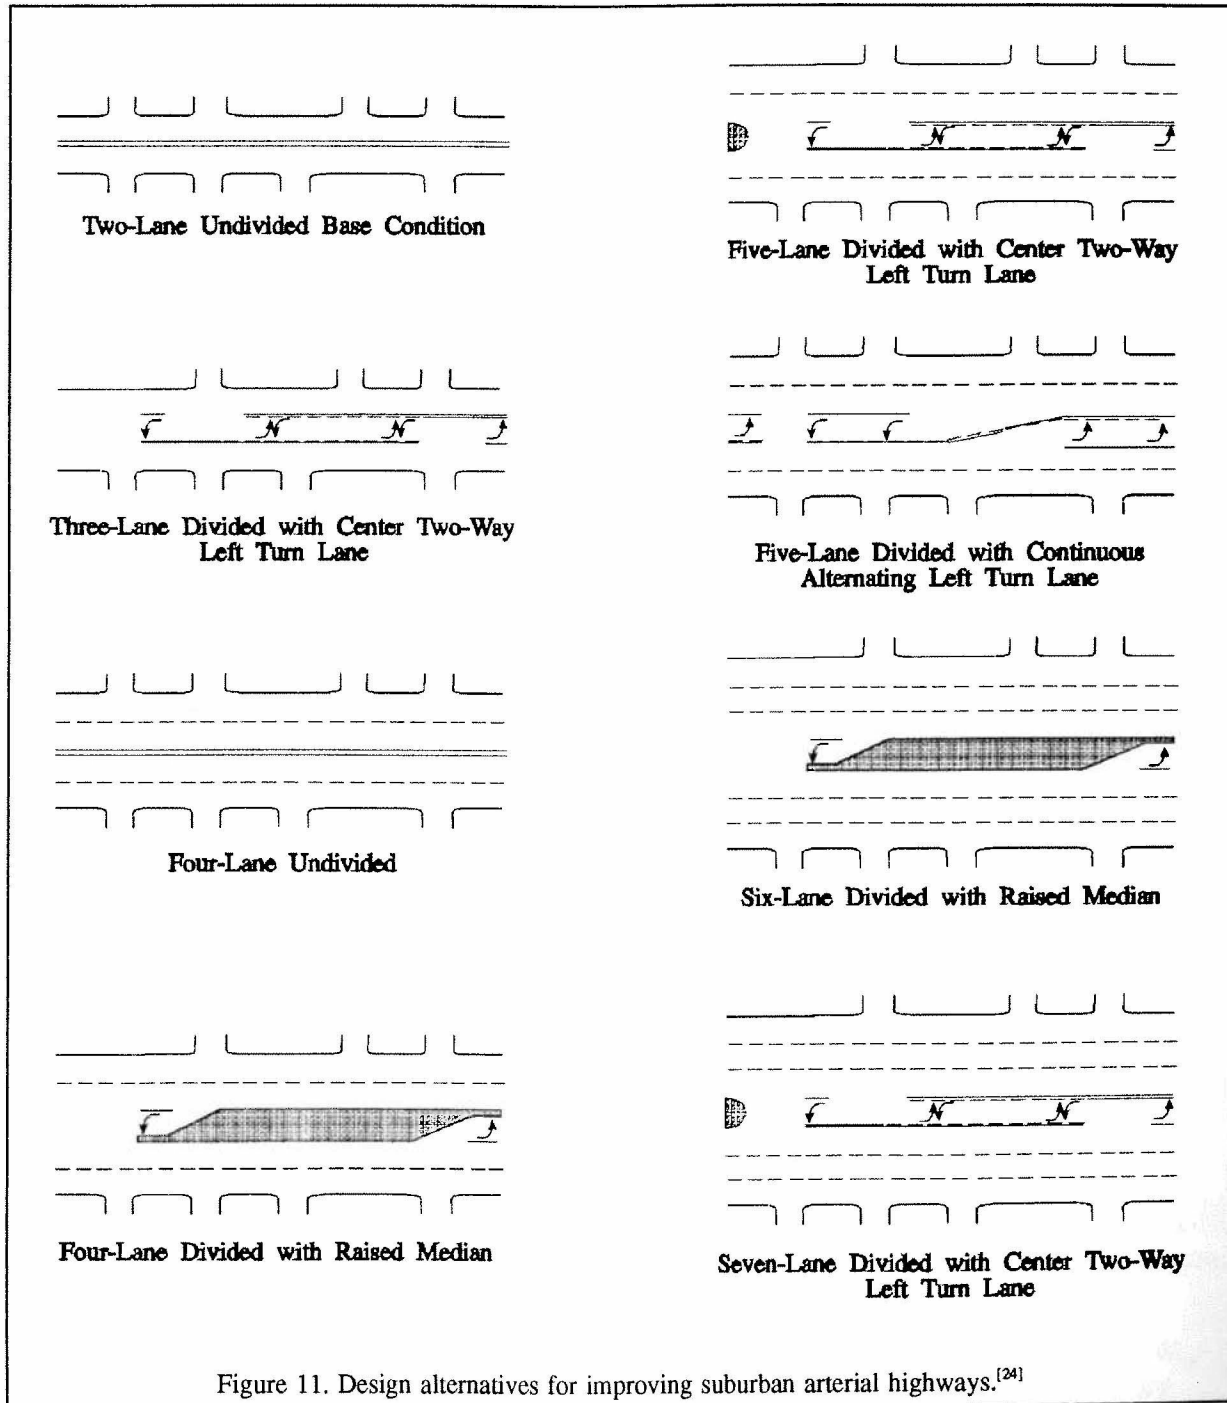 Two-Lane Undivided Base Condition
Three-Lane Divided with Center Two-Way
Left Turn Lane
Four-Lane Undivided
Four-Lane Divided with Raised Median
Five-Lane Divided with Center Two-Way
Left Turn Lane
Five-Lane Divided with Continuous
Alternating Left Turn Lane
Six-Lane Divided with Raised Median
Seven-Lane Divided with Center Two-Way
Left Turn Lane
Figure 11. Design alternatives for improving suburban arterial highways.[24]